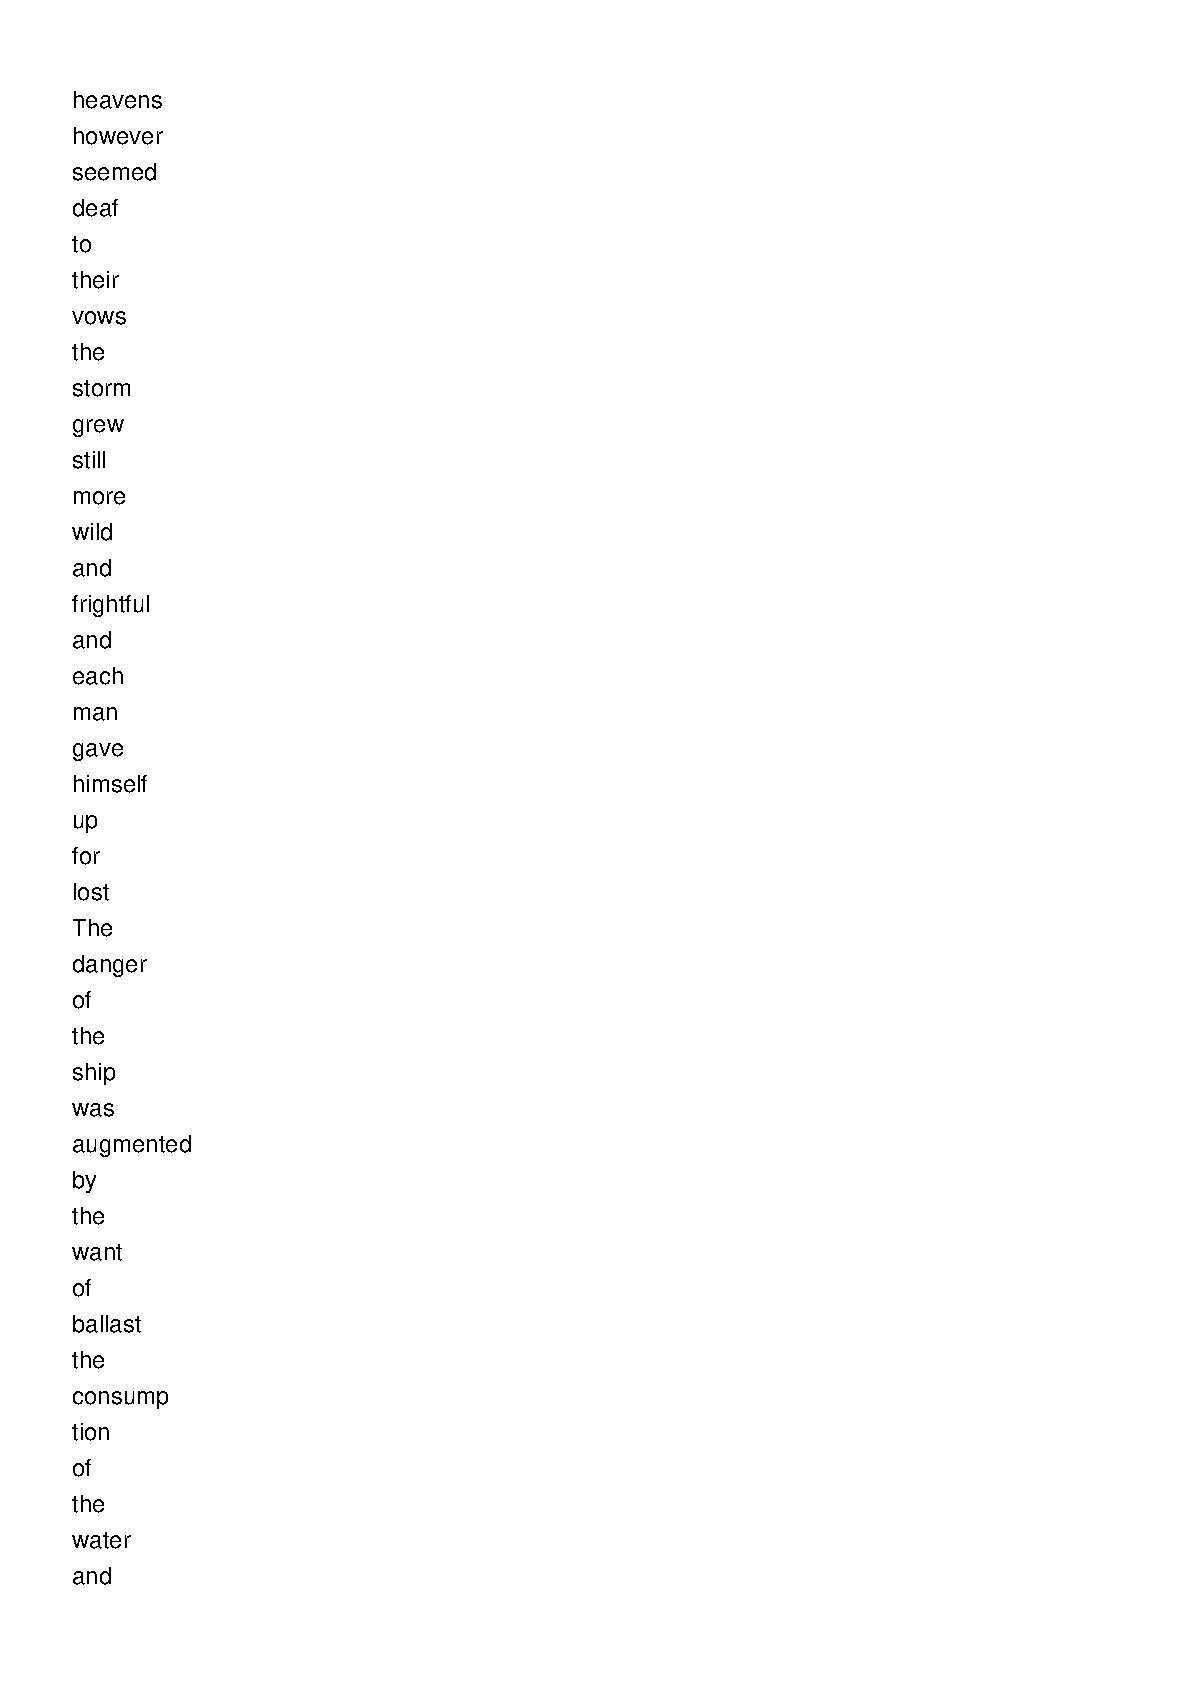 heavens
however
seemed
deaf
to
their
vows
the
storm
grew
still
more
wild
and
frightful
and
each
man
gave
himself
up
for
lost
The
danger
of
the
ship
was
augmented
by
the
want
of
ballast
the
consump
tion
of
the
water
and